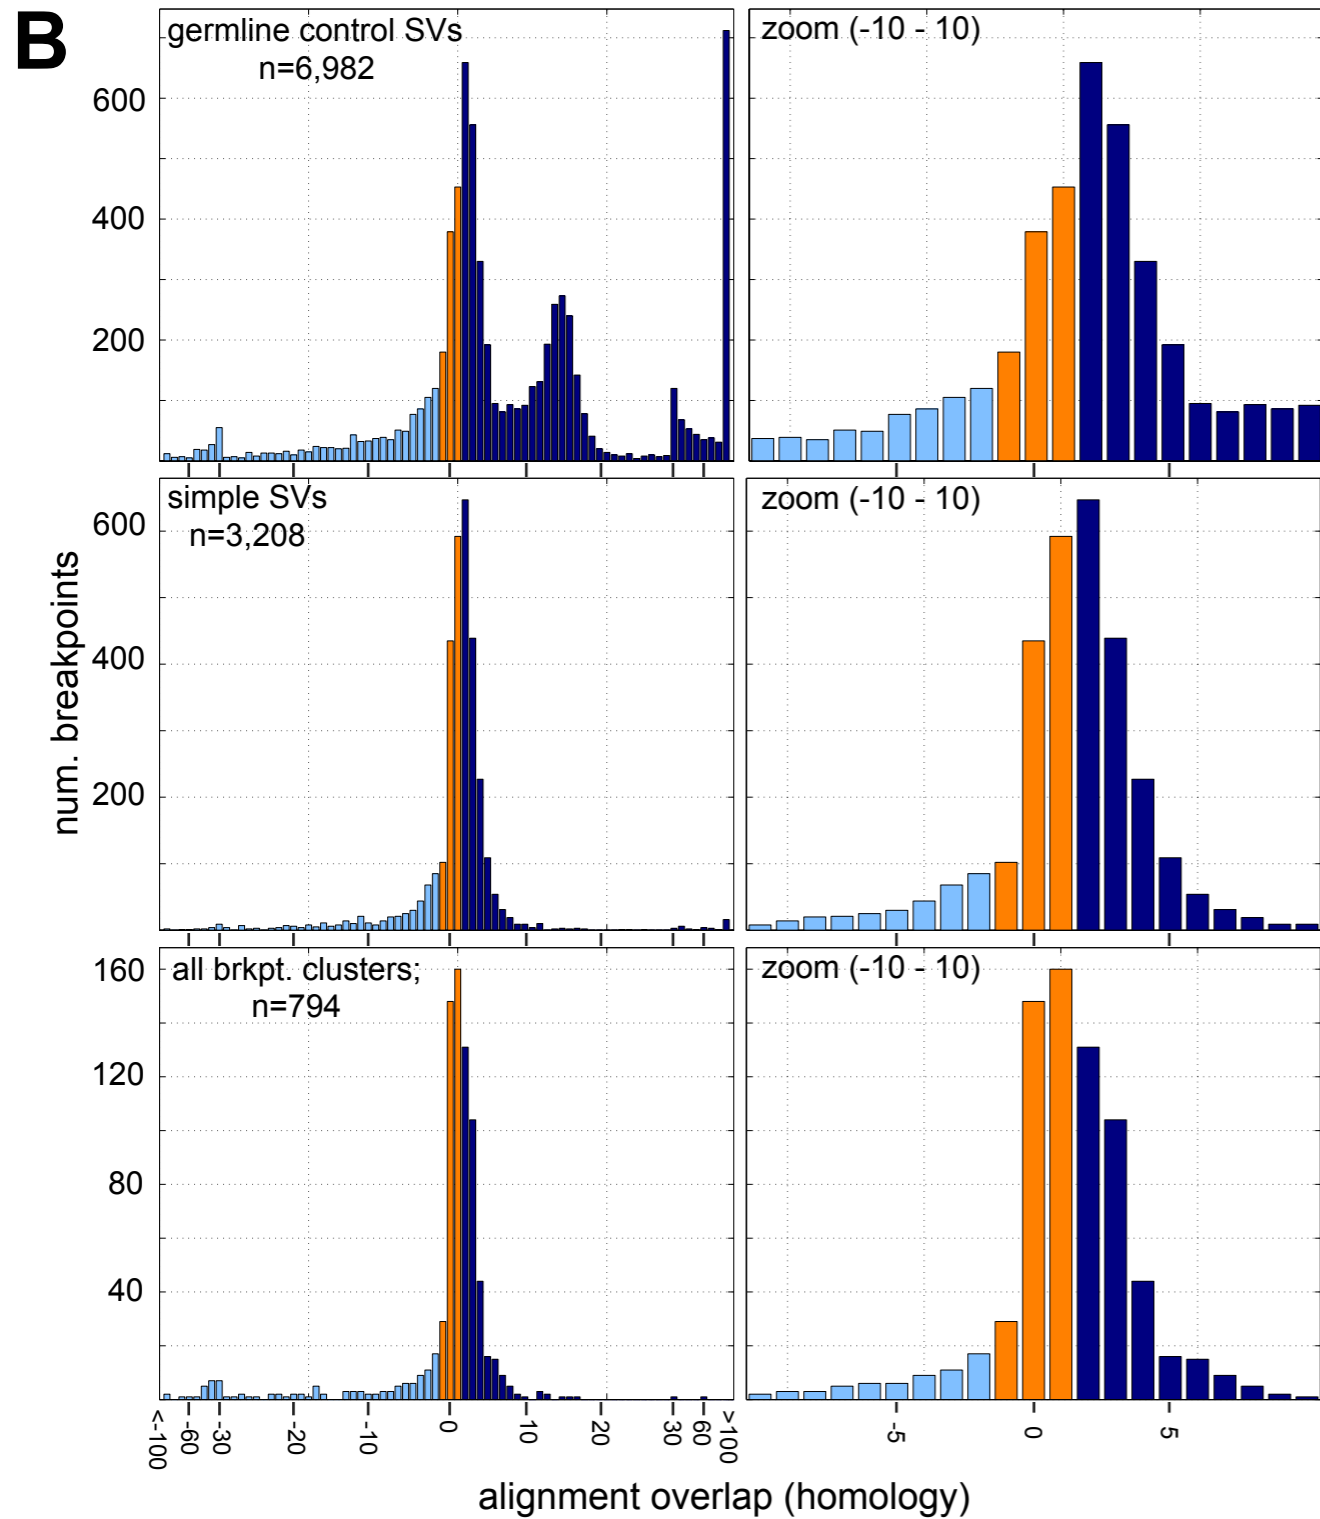 B
germline control SVs
n=6,982
zoom (-10 - 10)
600
400
200
simple SVs
n=3,208
zoom (-10 - 10)
600
400
200
num. breakpoints
all brkpt. clusters;
n=794
zoom (-10 - 10)
160
120
80
40
<-100 -60 -30 -20 -10 0 10 20 30 60 >100
-5 0 5
alignment overlap (homology)